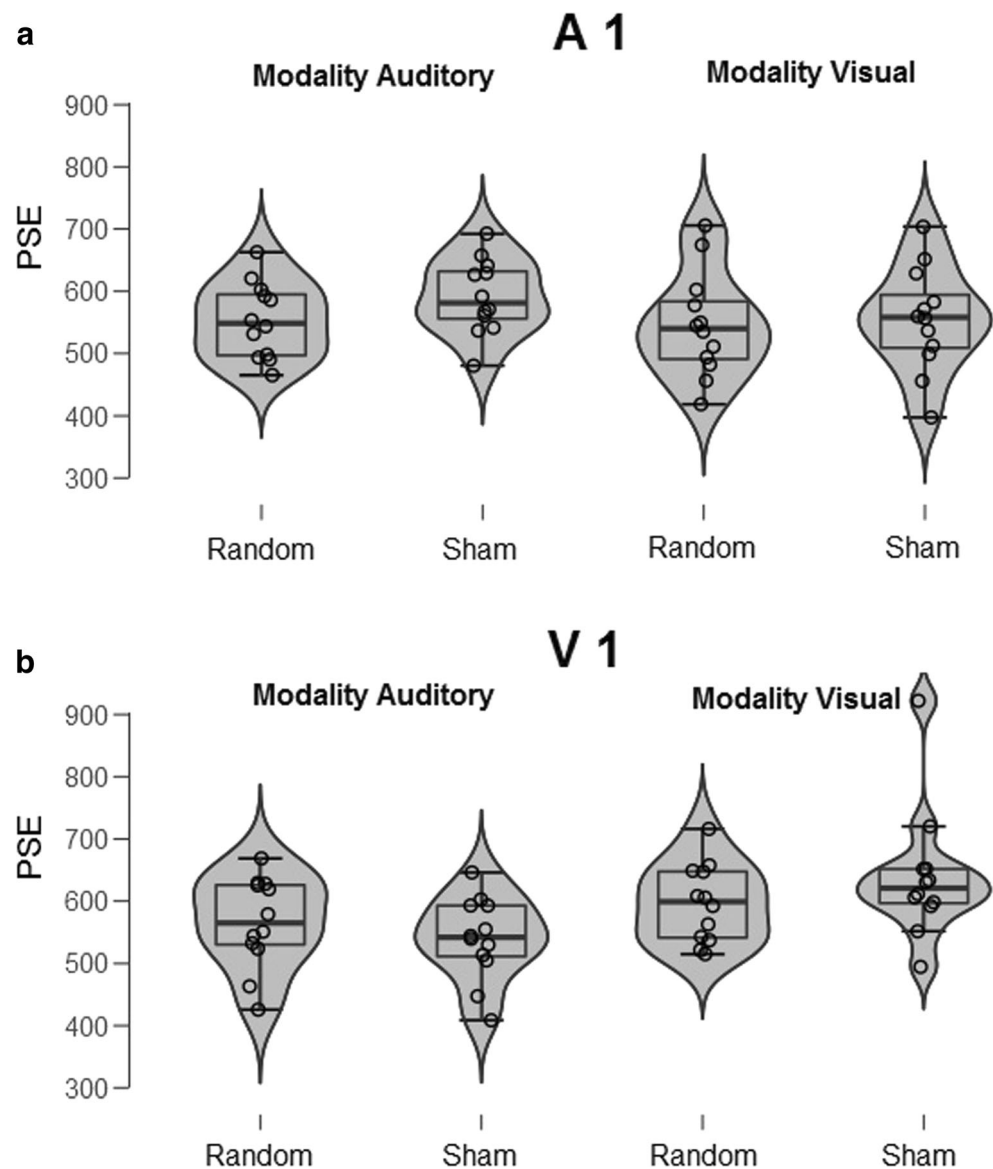 a
A 1
Modality Auditory Modality Visual
900
800
700
600
500
400
300
PSE
Random Sham Random Sham
b
V 1
Modality Auditory Modality Visual
900
800
700
600
500
400
300
PSE
Random Sham Random Sham